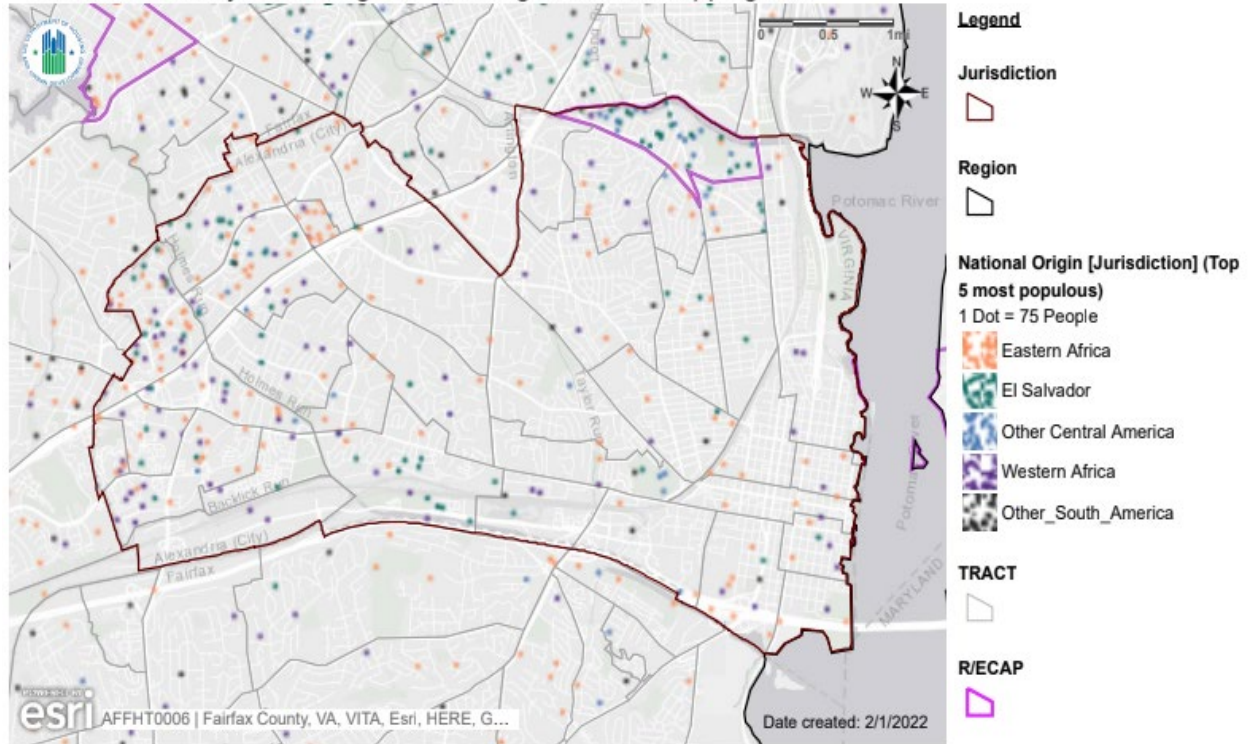 0
0.5
1mi
N
W
E
S
Fairfax
Alexandria (City)
Arlington
Potomac River
VIRGINIA
Holmes Run
Holmes Run
Taylor Run
Backlick Run
Alexandria (City)
Fairfax
MARYLAND
esri
AFFHT0006 | Fairfax County, VA, VITA, Esri, HERE, G...
Date created: 2/1/2022
Legend
Jurisdiction
Region
National Origin [Jurisdiction] (Top
5 most populous)
1 Dot = 75 People
Eastern Africa
El Salvador
Other Central America
Western Africa
Other_South_America
TRACT
R/ECAP